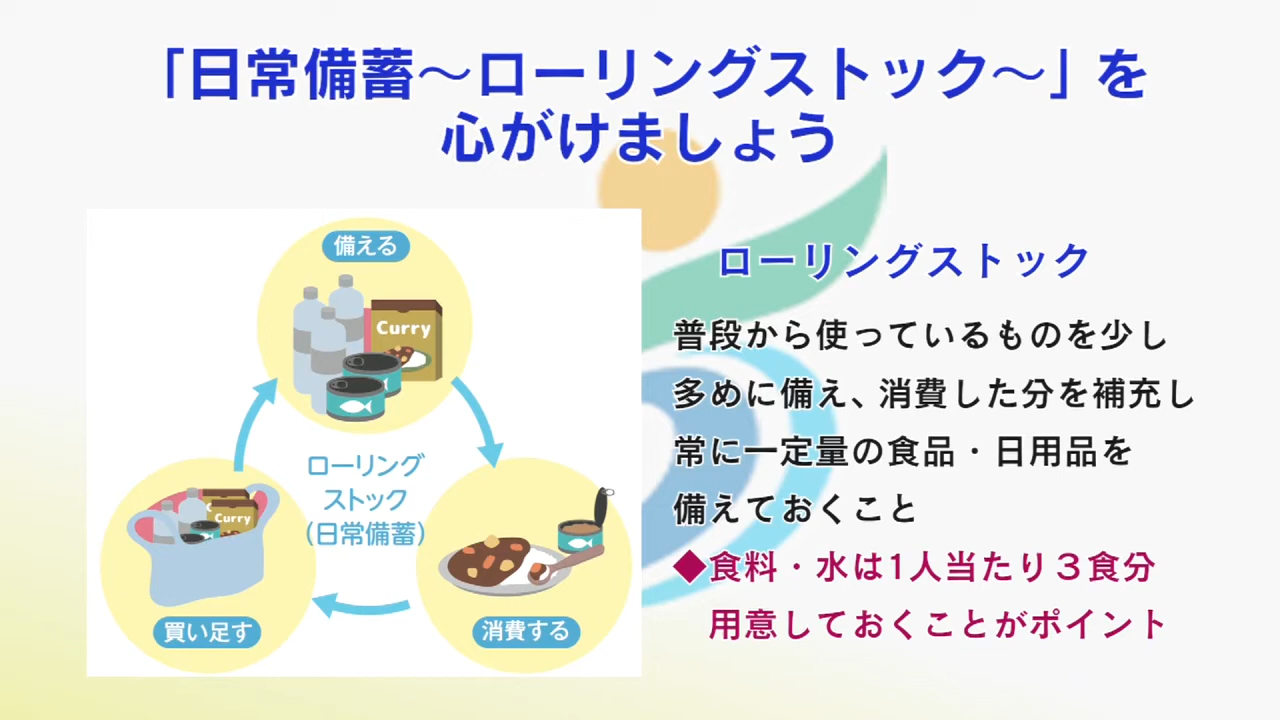 「日常備蓄～ローリングストック～」を
心がけましょう
備える
Curry
ローリング
ストック
（日常備蓄）
Curry
買い足す
消費する
ローリングストック
普段から使っているものを少し
多めに備え、消費した分を補充し
常に一定量の食品・日用品を
備えておくこと
◆食料・水は1人当たり３食分
用意しておくことがポイント